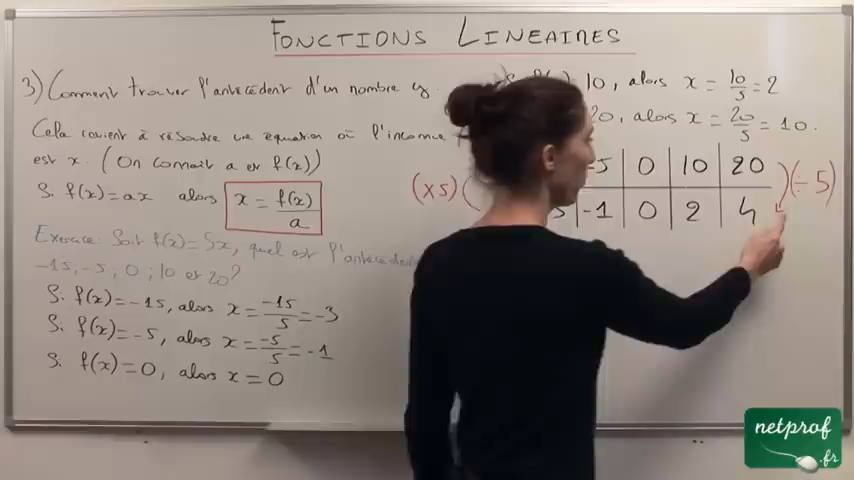 FONCTIONS LINEAIRES
3) Comment trouver l'antécédent d'un nombre y.
Cela revient à résoudre une équation où l'inconnue
est x. (On connait a et f(x))
Si f(x)=ax alors x = f(x)/a
Exercice: Soit f(x)=5x, quel est l'antécédent
-15, -5, 0 ; 10 et 20?
Si f(x)=-15, alors x = -15/5 = -3
Si f(x)=-5, alors x = -5/5 = -1
Si f(x)=0, alors x = 0
10, alors x = 10/5 = 2
20, alors x = 20/5 = 10.
-5 | 0 | 10 | 20
-1 | 0 | 2 | 4
(x5)
(÷5)
netprof
.fr